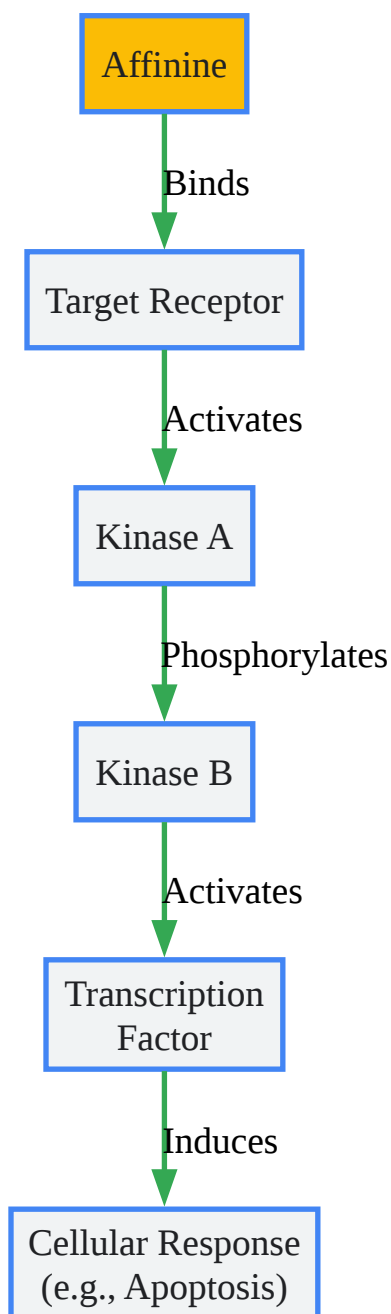 Affinine
Binds
Target Receptor
Activates
Kinase A
Phosphorylates
Kinase B
Activates
Transcription
Factor
Induces
Cellular Response
(e.g., Apoptosis)